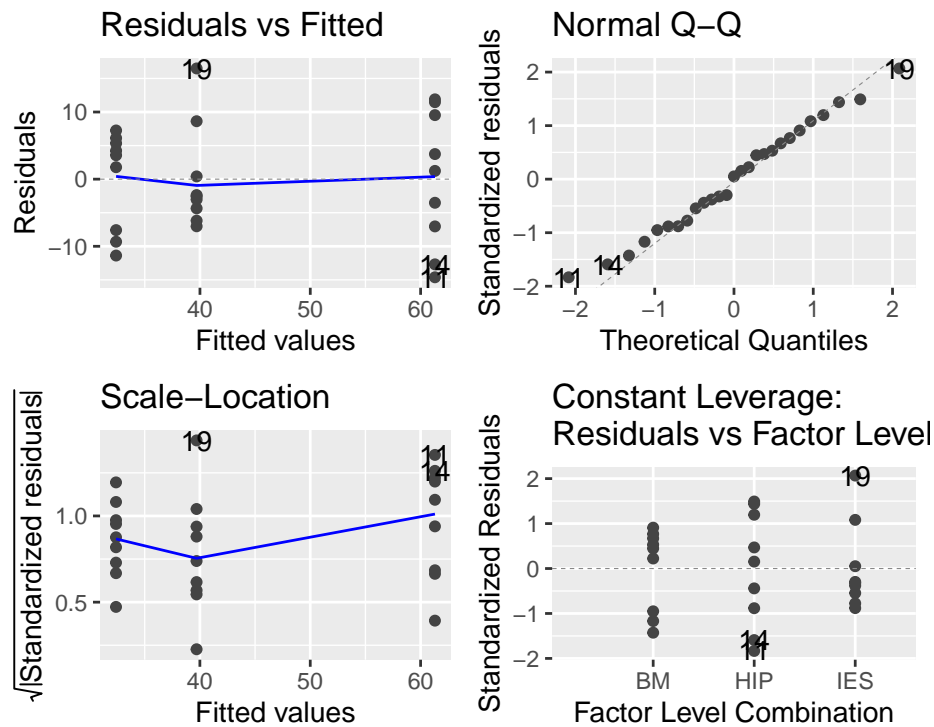 Residuals vs Fitted
Residuals
10
0
−10
19
14
11
40
50
60
Fitted values
Normal Q−Q
Standardized residuals
2
1
0
−1
−2
19
14
11
−2
−1
0
1
2
Theoretical Quantiles
Scale−Location
√|Standardized residuals|
1.0
0.5
19
11
14
40
50
60
Fitted values
Constant Leverage:
Residuals vs Factor Level
Standardized Residuals
2
1
0
−1
−2
19
14
11
BM
HIP
IES
Factor Level Combination